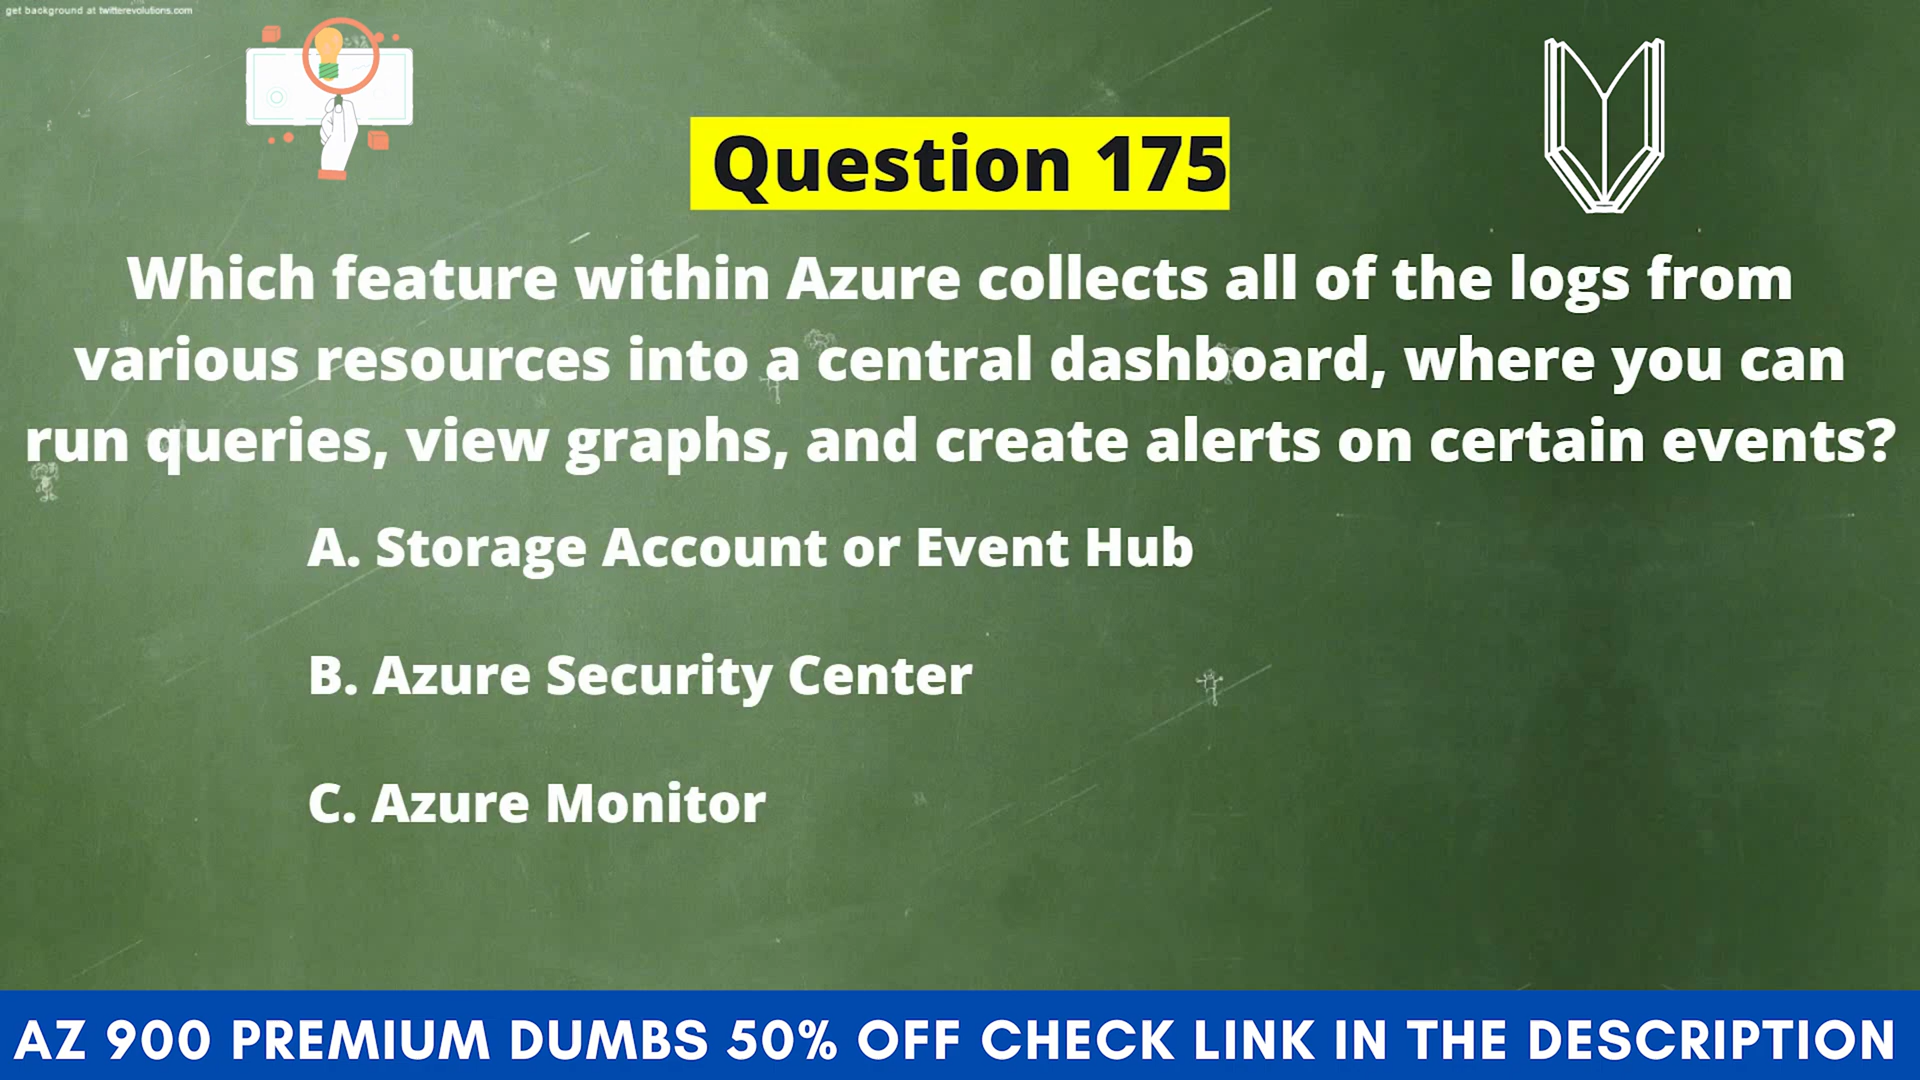 get background at twitterevolutions.com
Question 175
Which feature within Azure collects all of the logs from
various resources into a central dashboard, where you can
run queries, view graphs, and create alerts on certain events?
A. Storage Account or Event Hub
B. Azure Security Center
C. Azure Monitor
AZ 900 PREMIUM DUMBS 50% OFF CHECK LINK IN THE DESCRIPTION